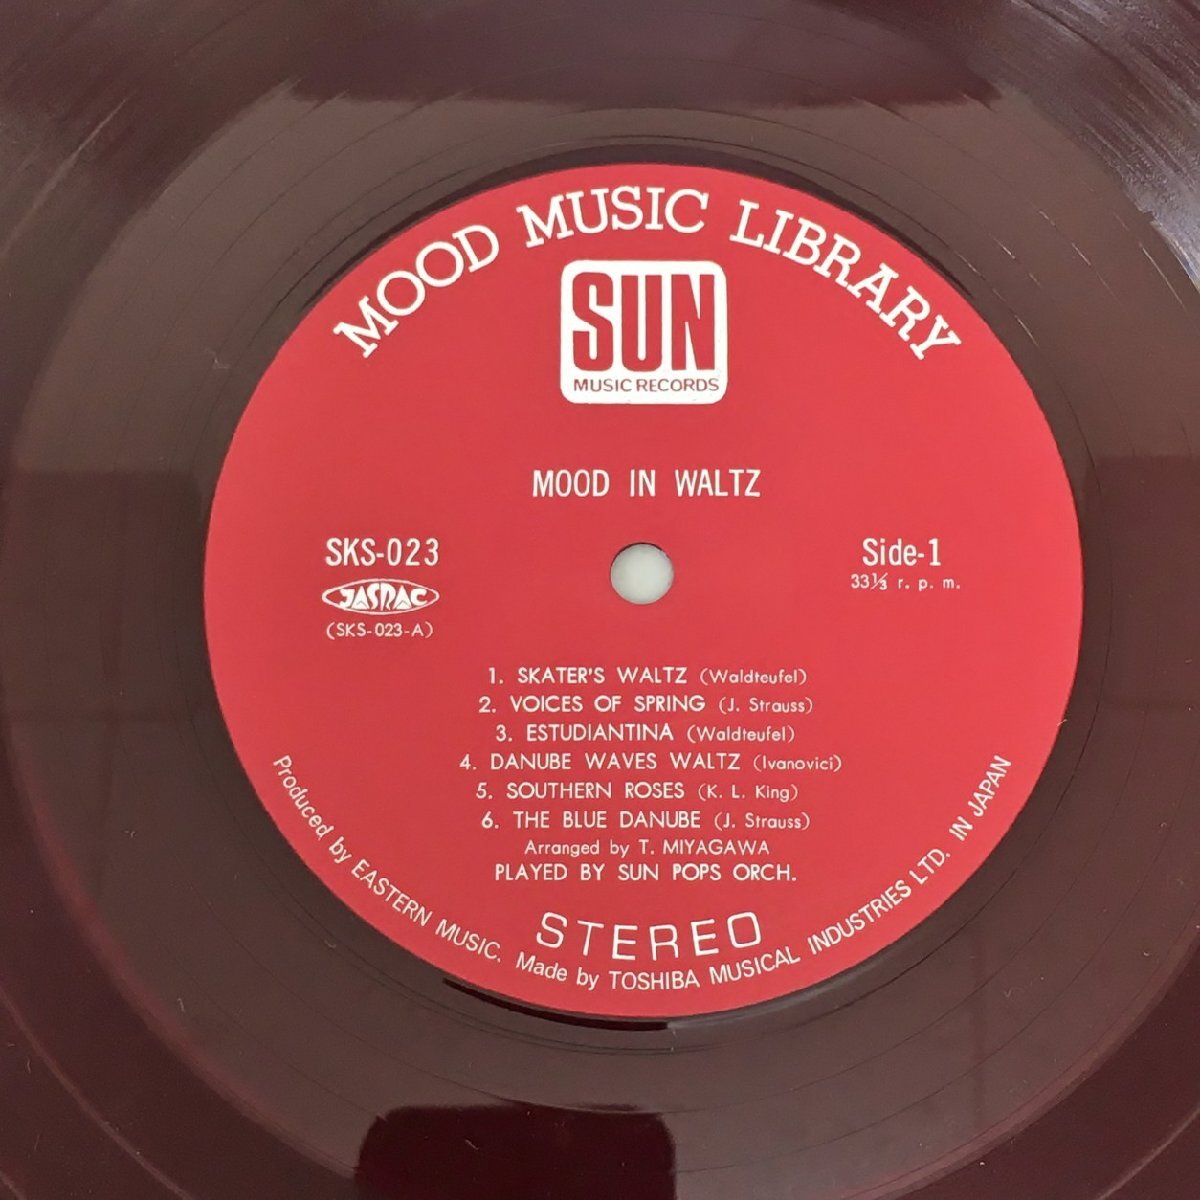 MOOD MUSIC LIBRARY
SUN
MUSIC RECORDS
MOOD IN WALTZ
SKS-023
Side-1
33⅓ r. p. m.
JASRAC
(SKS-023-A)
1. SKATER'S WALTZ (Waldteufel)
2. VOICES OF SPRING (J. Strauss)
3. ESTUDIANTINA (Waldteufel)
4. DANUBE WAVES WALTZ (Ivanovici)
5. SOUTHERN ROSES (K. L. King)
6. THE BLUE DANUBE (J. Strauss)
Arranged by T. MIYAGAWA
PLAYED BY SUN POPS ORCH.
STEREO
Produced by EASTERN MUSIC. Made by TOSHIBA MUSICAL INDUSTRIES LTD. IN JAPAN